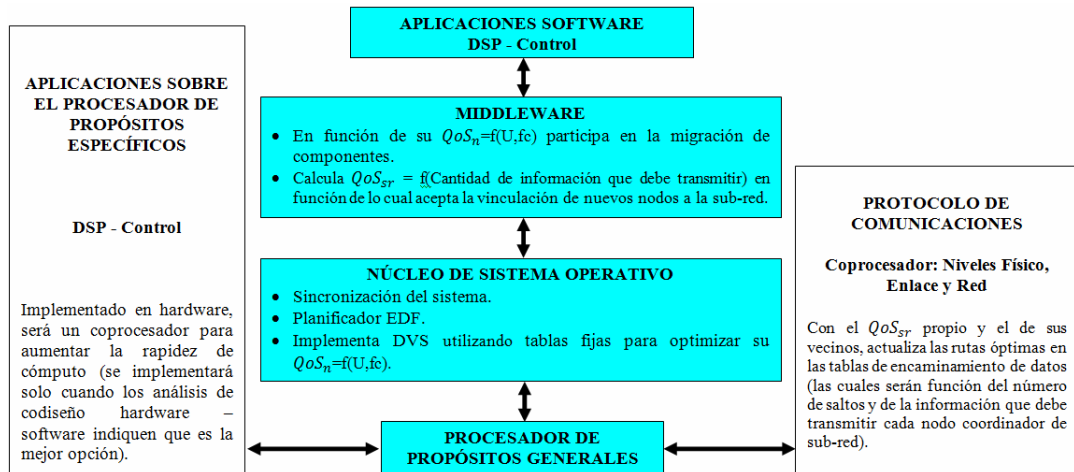 APLICACIONES SOFTWARE
DSP - Control
APLICACIONES SOBRE
EL PROCESADOR DE
PROPÓSITOS
ESPECÍFICOS
DSP - Control
Implementado en hardware,
será un coprocesador para
aumentar la rapidez de
cómputo (se implementará
solo cuando los análisis de
codiseño hardware –
software indiquen que es la
mejor opción).
MIDDLEWARE
• En función de su QoSₙ=f(U,fc) participa en la migración de
componentes.
• Calcula QoSₛᵣ = f(Cantidad de información que debe transmitir) en
función de lo cual acepta la vinculación de nuevos nodos a la sub-red.
NÚCLEO DE SISTEMA OPERATIVO
• Sincronización del sistema.
• Planificador EDF.
• Implementa DVS utilizando tablas fijas para optimizar su
QoSₙ=f(U,fc).
PROCESADOR DE
PROPÓSITOS GENERALES
PROTOCOLO DE
COMUNICACIONES
Coprocesador: Niveles Físico,
Enlace y Red
Con el QoSₛᵣ propio y el de sus
vecinos, actualiza las rutas óptimas en
las tablas de encaminamiento de datos
(las cuales serán función del número
de saltos y de la información que debe
transmitir cada nodo coordinador de
sub-red).